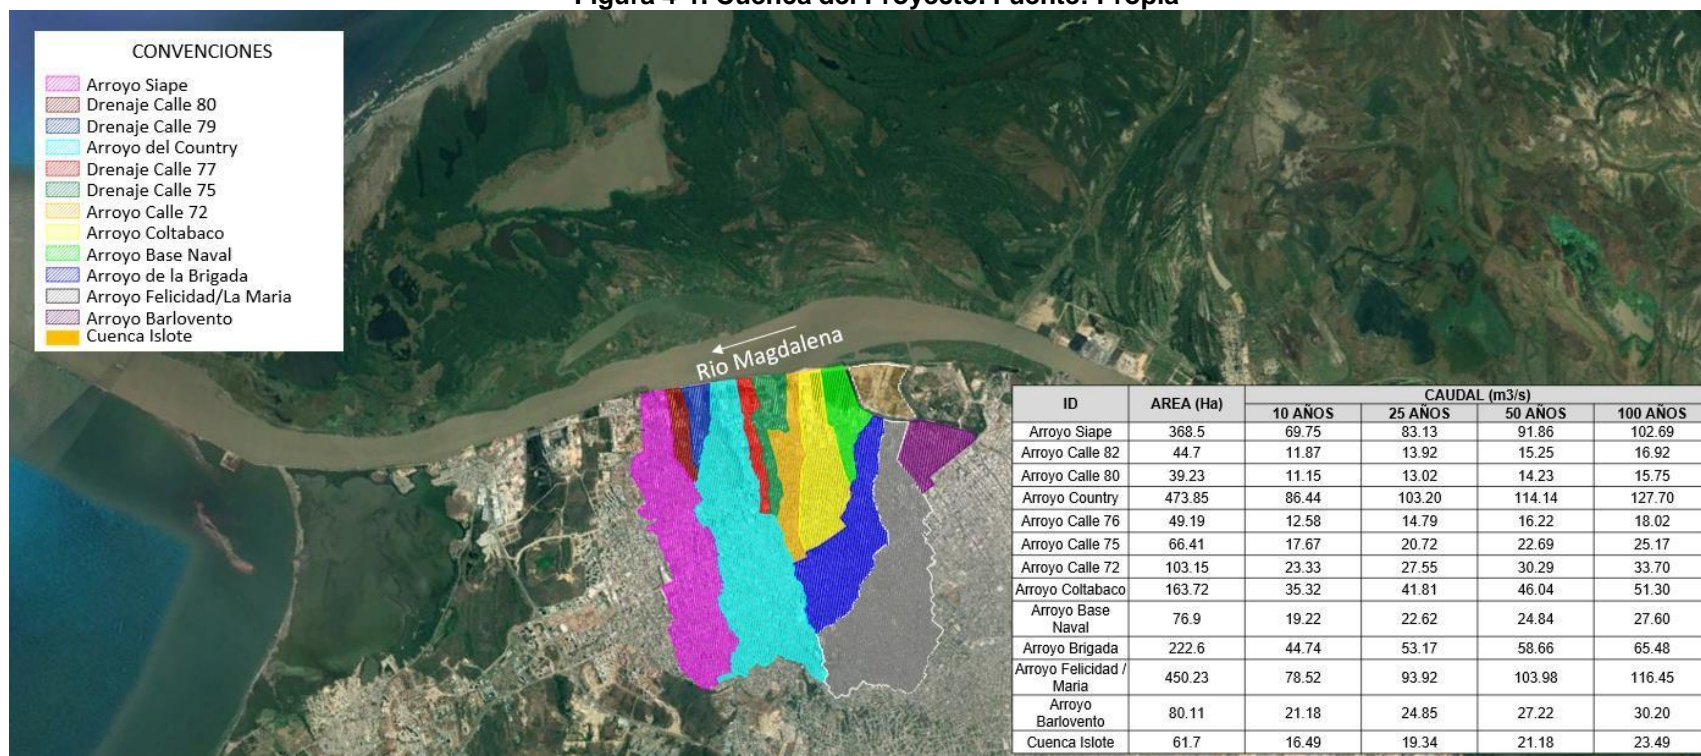 Figura 4-1. Cuenca del Proyecto. Fuente: Propia
CONVENCIONES
Arroyo Siape
Drenaje Calle 80
Drenaje Calle 79
Arroyo del Country
Drenaje Calle 77
Drenaje Calle 75
Arroyo Calle 72
Arroyo Coltabaco
Arroyo Base Naval
Arroyo de la Brigada
Arroyo Felicidad/La Maria
Arroyo Barlovento
Cuenca Islote
Rio Magdalena
ID AREA (Ha) CAUDAL (m3/s)
10 AÑOS 25 AÑOS 50 AÑOS 100 AÑOS
Arroyo Siape 368.5 69.75 83.13 91.86 102.69
Arroyo Calle 82 44.7 11.87 13.92 15.25 16.92
Arroyo Calle 80 39.23 11.15 13.02 14.23 15.75
Arroyo Country 473.85 86.44 103.20 114.14 127.70
Arroyo Calle 76 49.19 12.58 14.79 16.22 18.02
Arroyo Calle 75 66.41 17.67 20.72 22.69 25.17
Arroyo Calle 72 103.15 23.33 27.55 30.29 33.70
Arroyo Coltabaco 163.72 35.32 41.81 46.04 51.30
Arroyo Base
Naval 76.9 19.22 22.62 24.84 27.60
Arroyo Brigada 222.6 44.74 53.17 58.66 65.48
Arroyo Felicidad /
Maria 450.23 78.52 93.92 103.98 116.45
Arroyo
Barlovento 80.11 21.18 24.85 27.22 30.20
Cuenca Islote 61.7 16.49 19.34 21.18 23.49